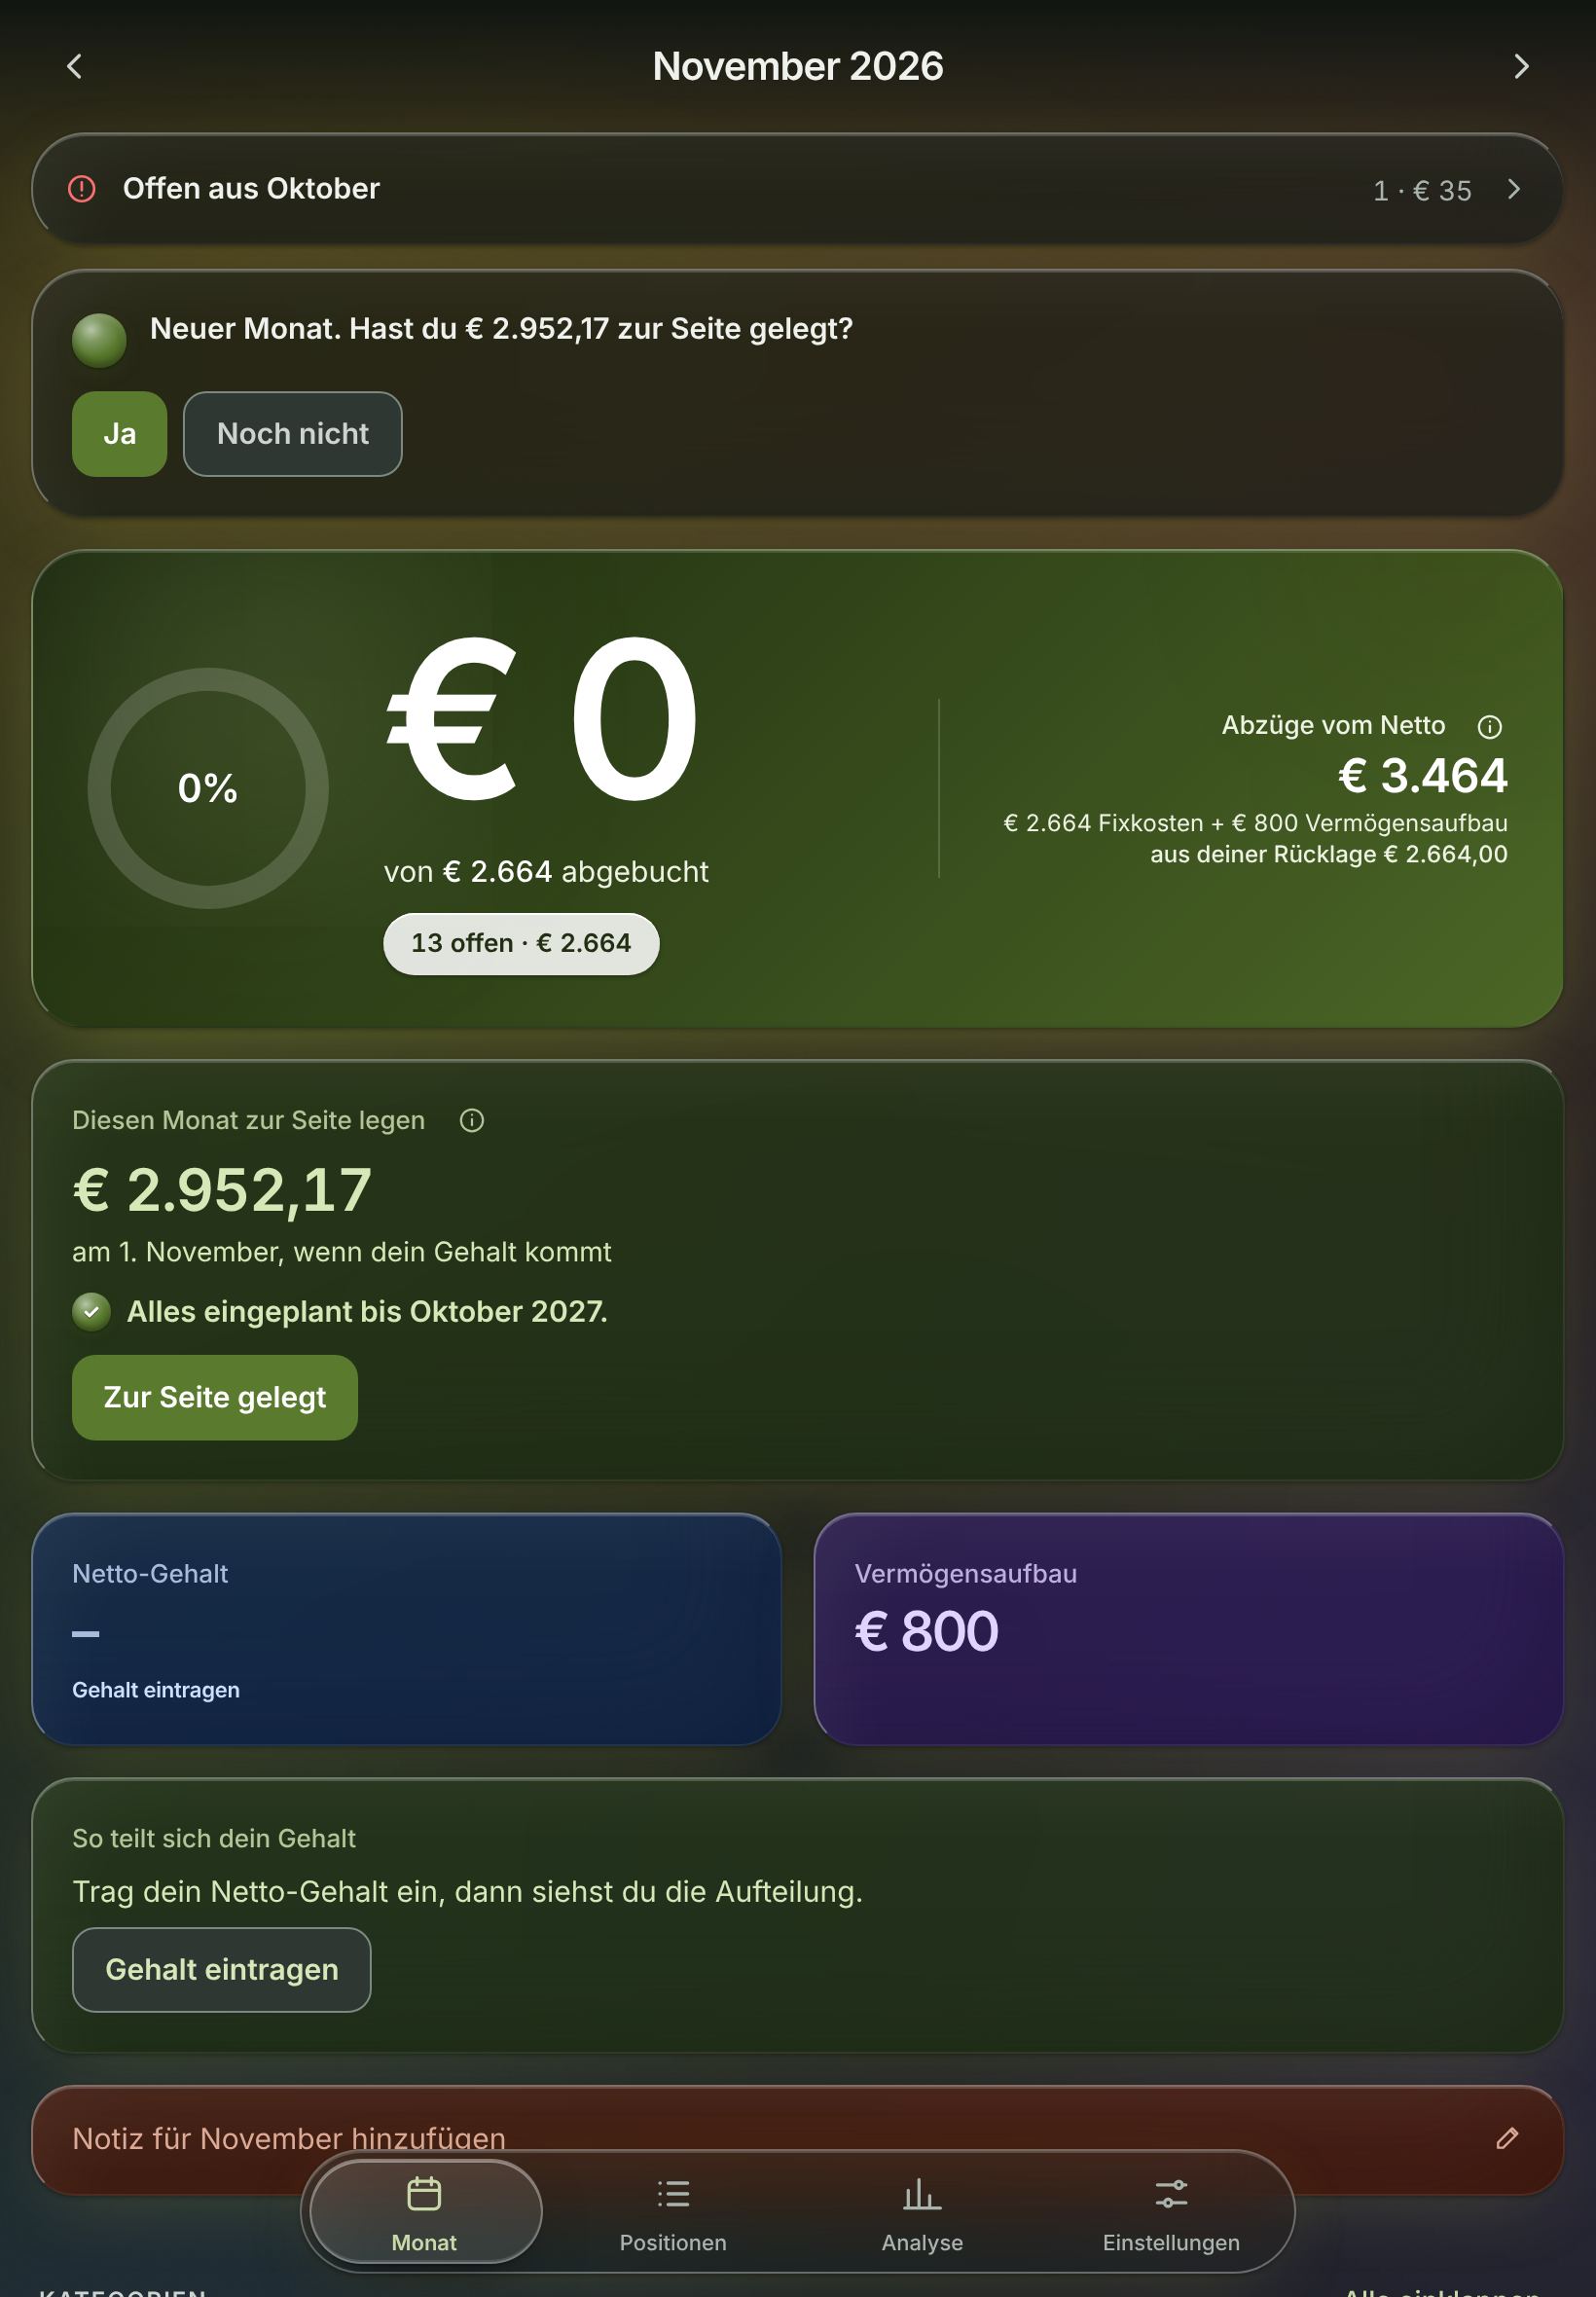 November 2026
Offen aus Oktober
1 · € 35
Neuer Monat. Hast du € 2.952,17 zur Seite gelegt?
Ja
Noch nicht
0%
€ 0
von € 2.664 abgebucht
13 offen · € 2.664
Abzüge vom Netto
€ 3.464
€ 2.664 Fixkosten + € 800 Vermögensaufbau
aus deiner Rücklage € 2.664,00
Diesen Monat zur Seite legen
€ 2.952,17
am 1. November, wenn dein Gehalt kommt
Alles eingeplant bis Oktober 2027.
Zur Seite gelegt
Netto-Gehalt
–
Gehalt eintragen
Vermögensaufbau
€ 800
So teilt sich dein Gehalt
Trag dein Netto-Gehalt ein, dann siehst du die Aufteilung.
Gehalt eintragen
Notiz für November hinzufügen
Monat
Positionen
Analyse
Einstellungen
KATEGORIEN
Alle einklappen